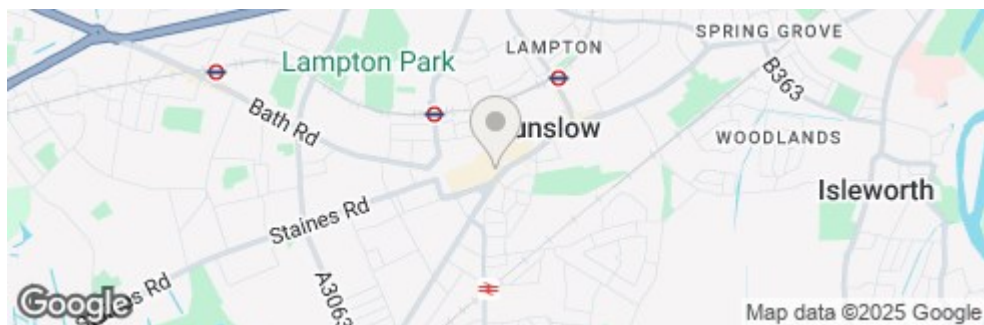 SPRING GROVE
LAMPTON
Lampton Park
B363
Bath Rd
unslow
WOODLANDS
Isleworth
Staines Rd
A3063
Rd
Google
Map data ©2025 Google